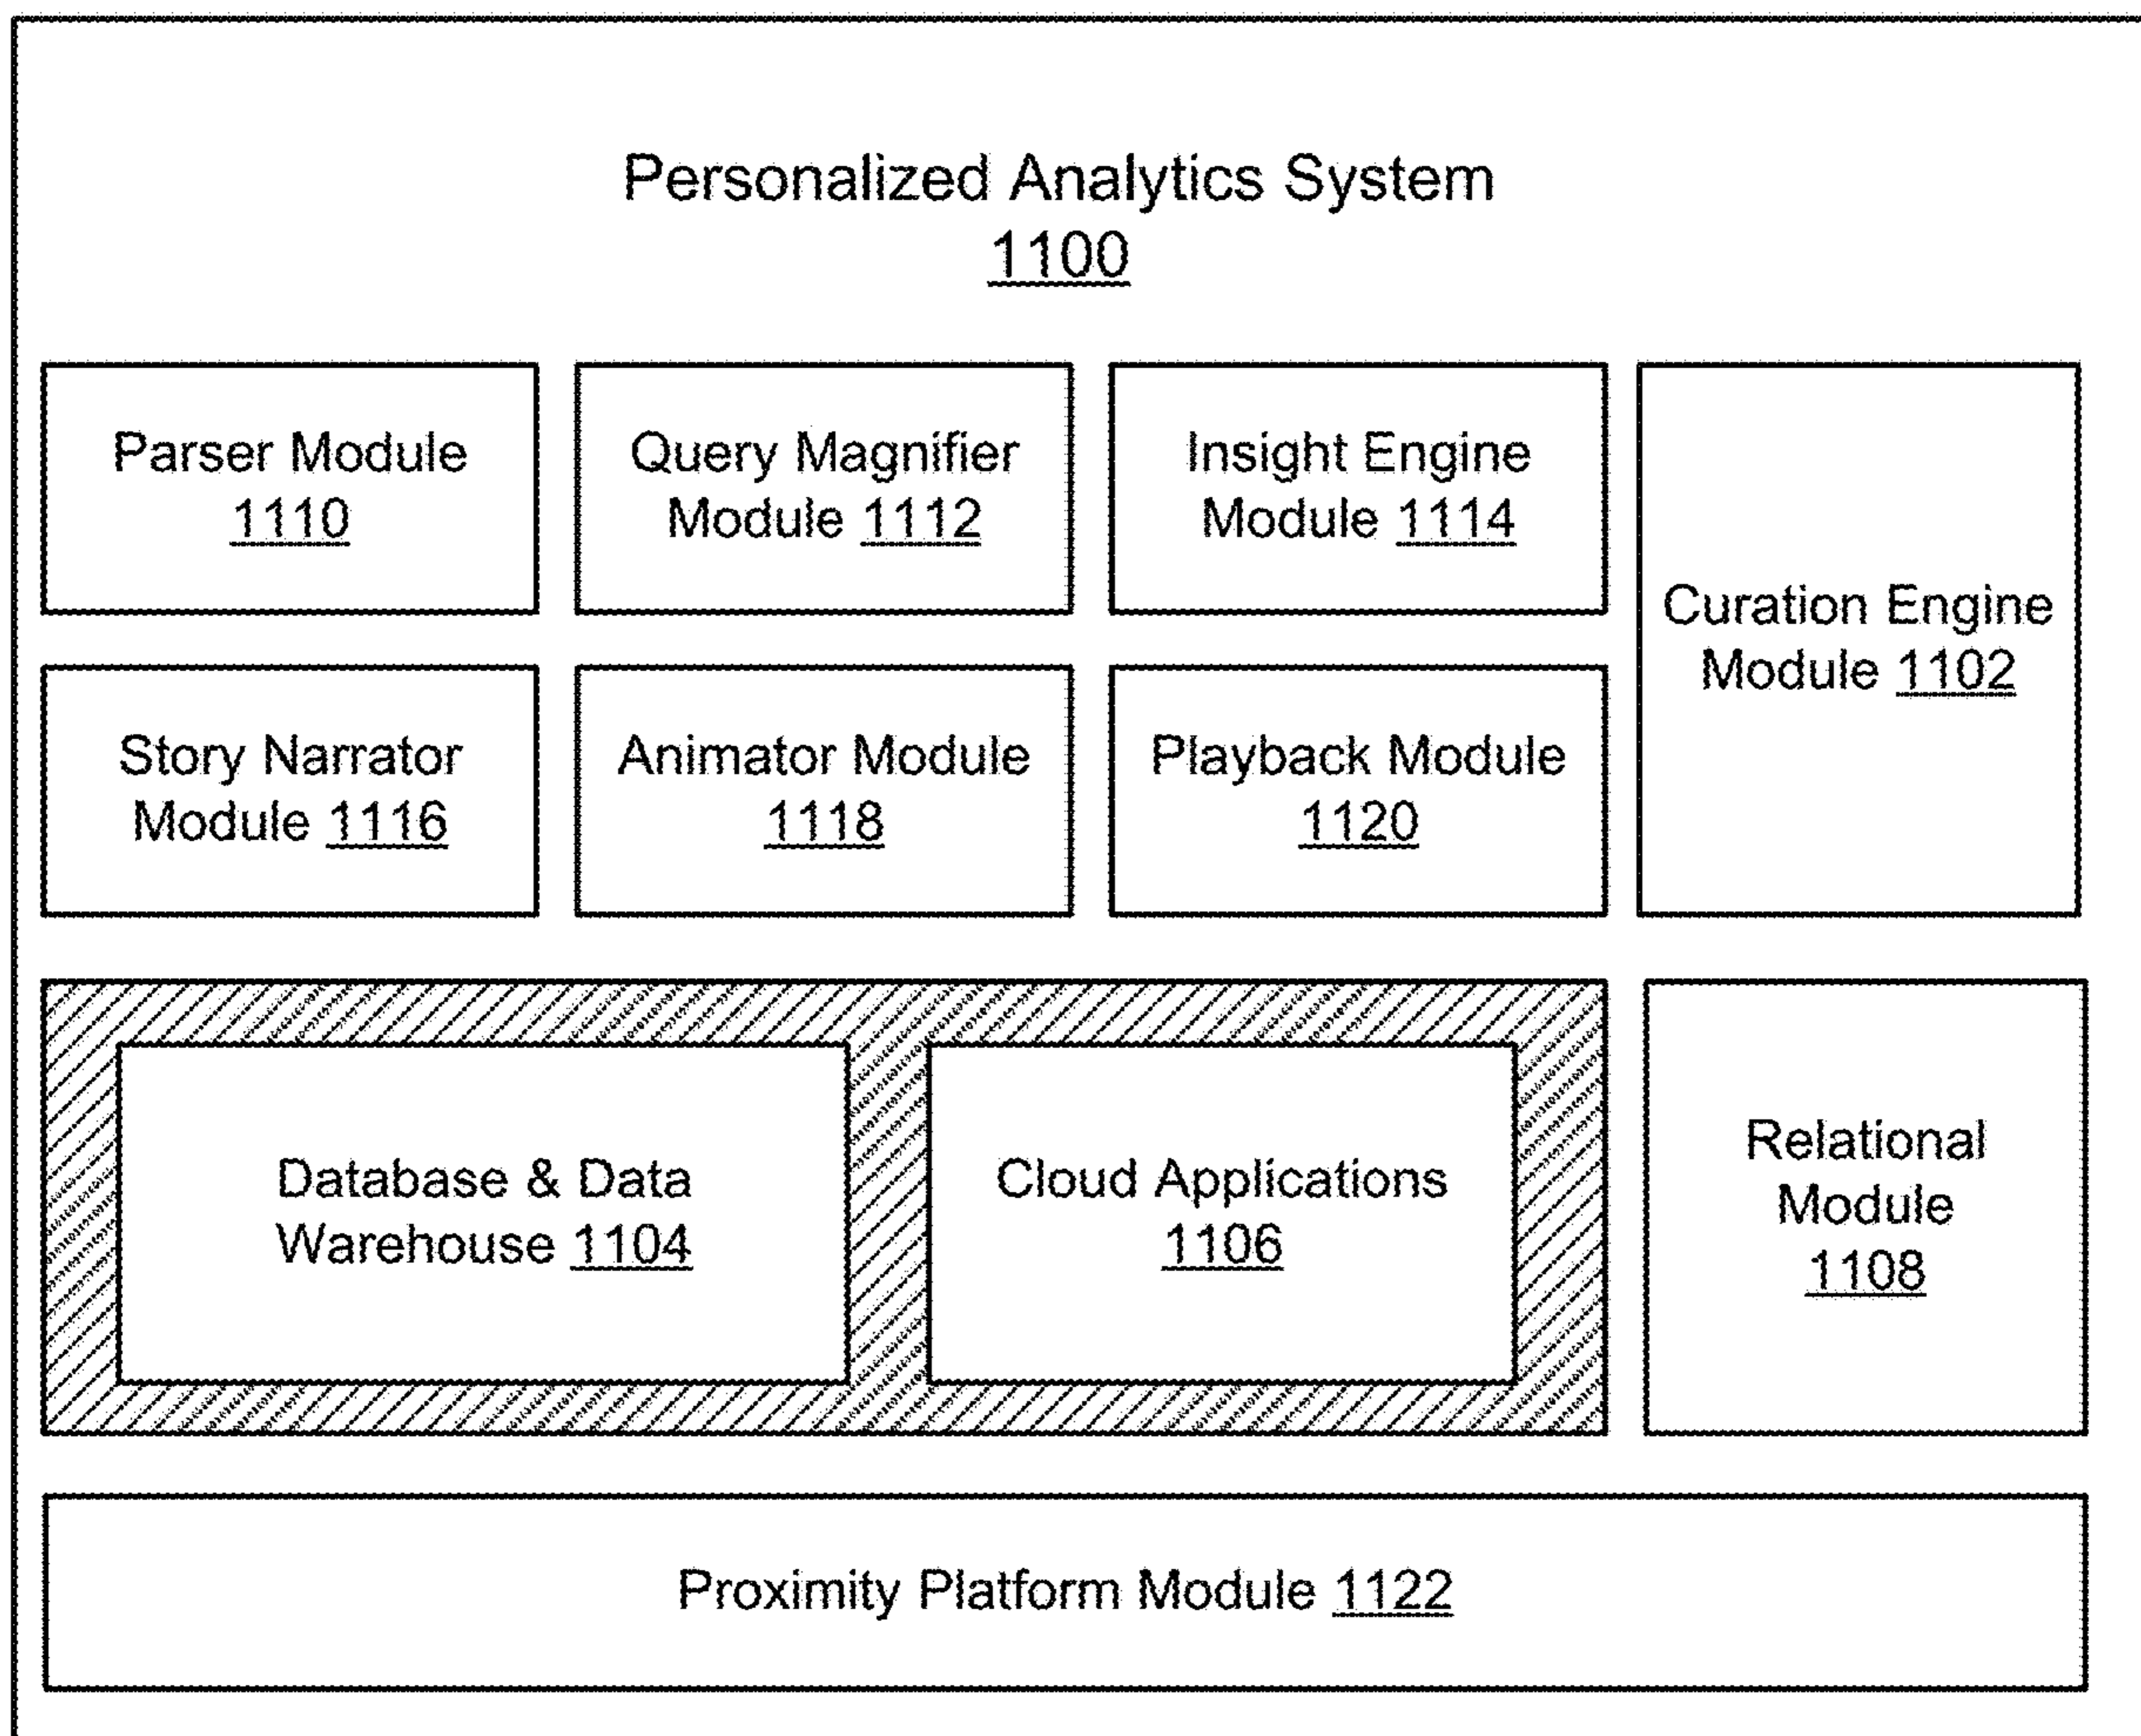 Personalized Analytics System
1100
Parser Module
1110
Query Magnifier
Module 1112
Insight Engine
Module 1114
Curation Engine
Module 1102
Story Narrator
Module 1116
Animator Module
1118
Playback Module
1120
Database & Data
Warehouse 1104
Cloud Applications
1106
Relational
Module
1108
Proximity Platform Module 1122